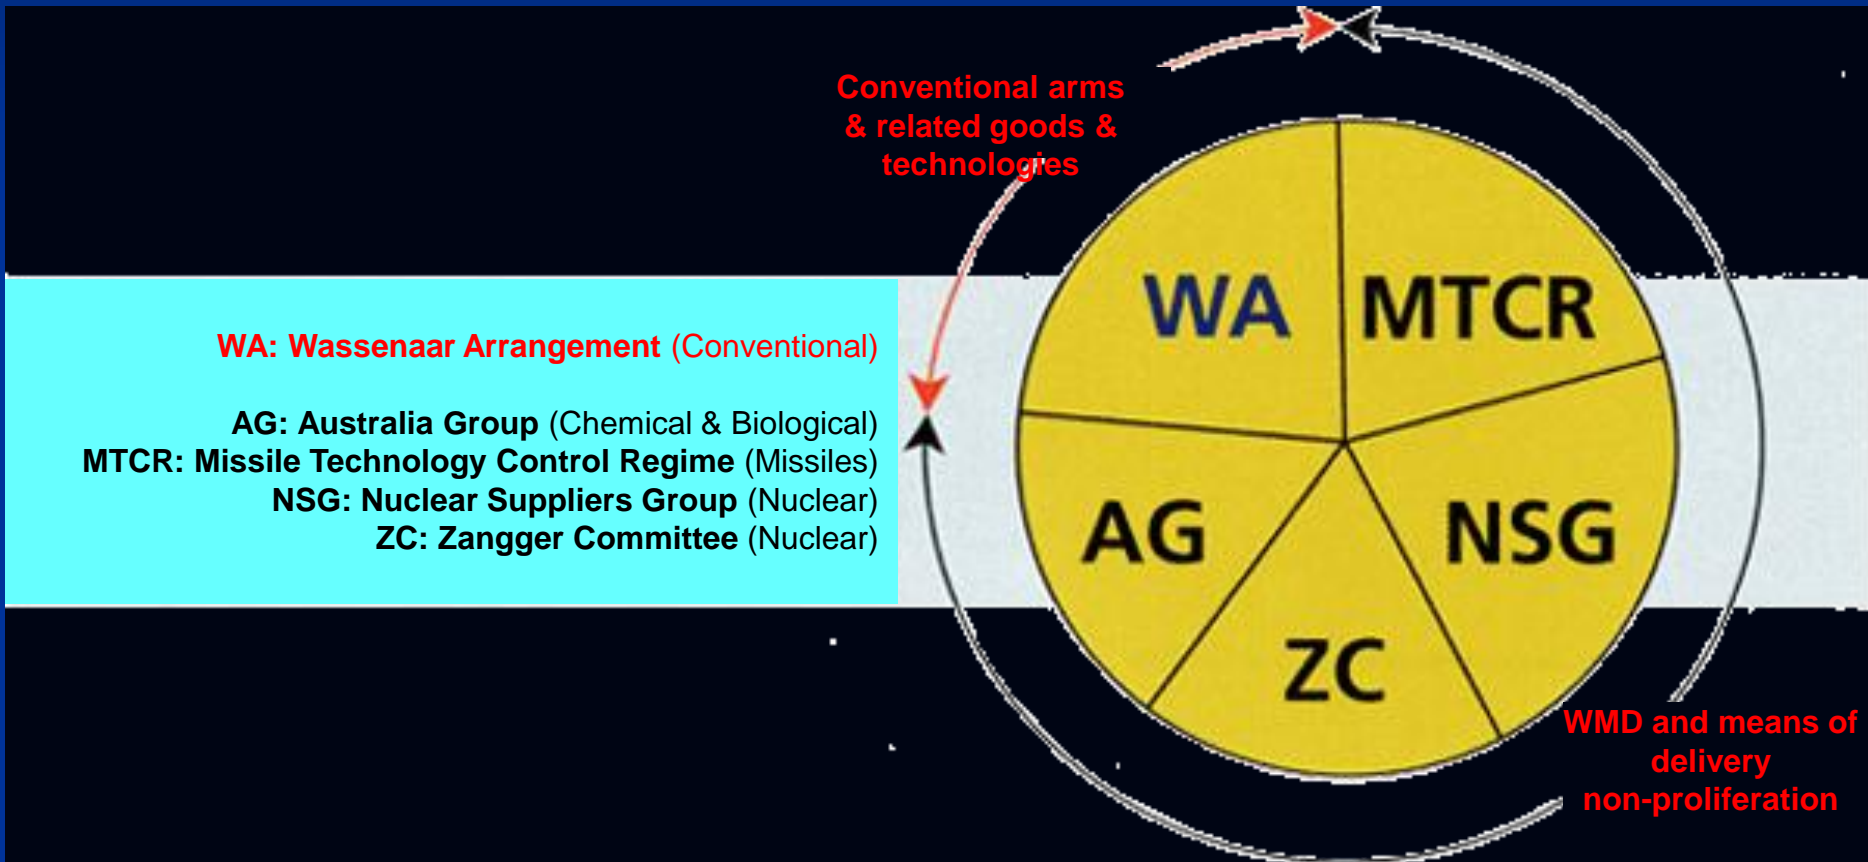 Conventional arms
& related goods &
technologies
WA: Wassenaar Arrangement (Conventional)
AG: Australia Group (Chemical & Biological)
MTCR: Missile Technology Control Regime (Missiles)
NSG: Nuclear Suppliers Group (Nuclear)
ZC: Zangger Committee (Nuclear)
WA
MTCR
AG
NSG
ZC
WMD and means of
delivery
non-proliferation